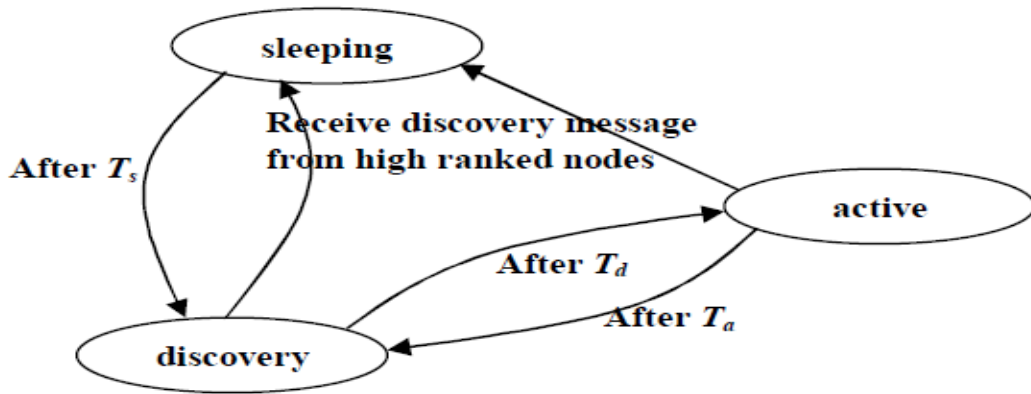 sleeping
Receive discovery message
from high ranked nodes
After Ts
active
After Td
After Ta
discovery